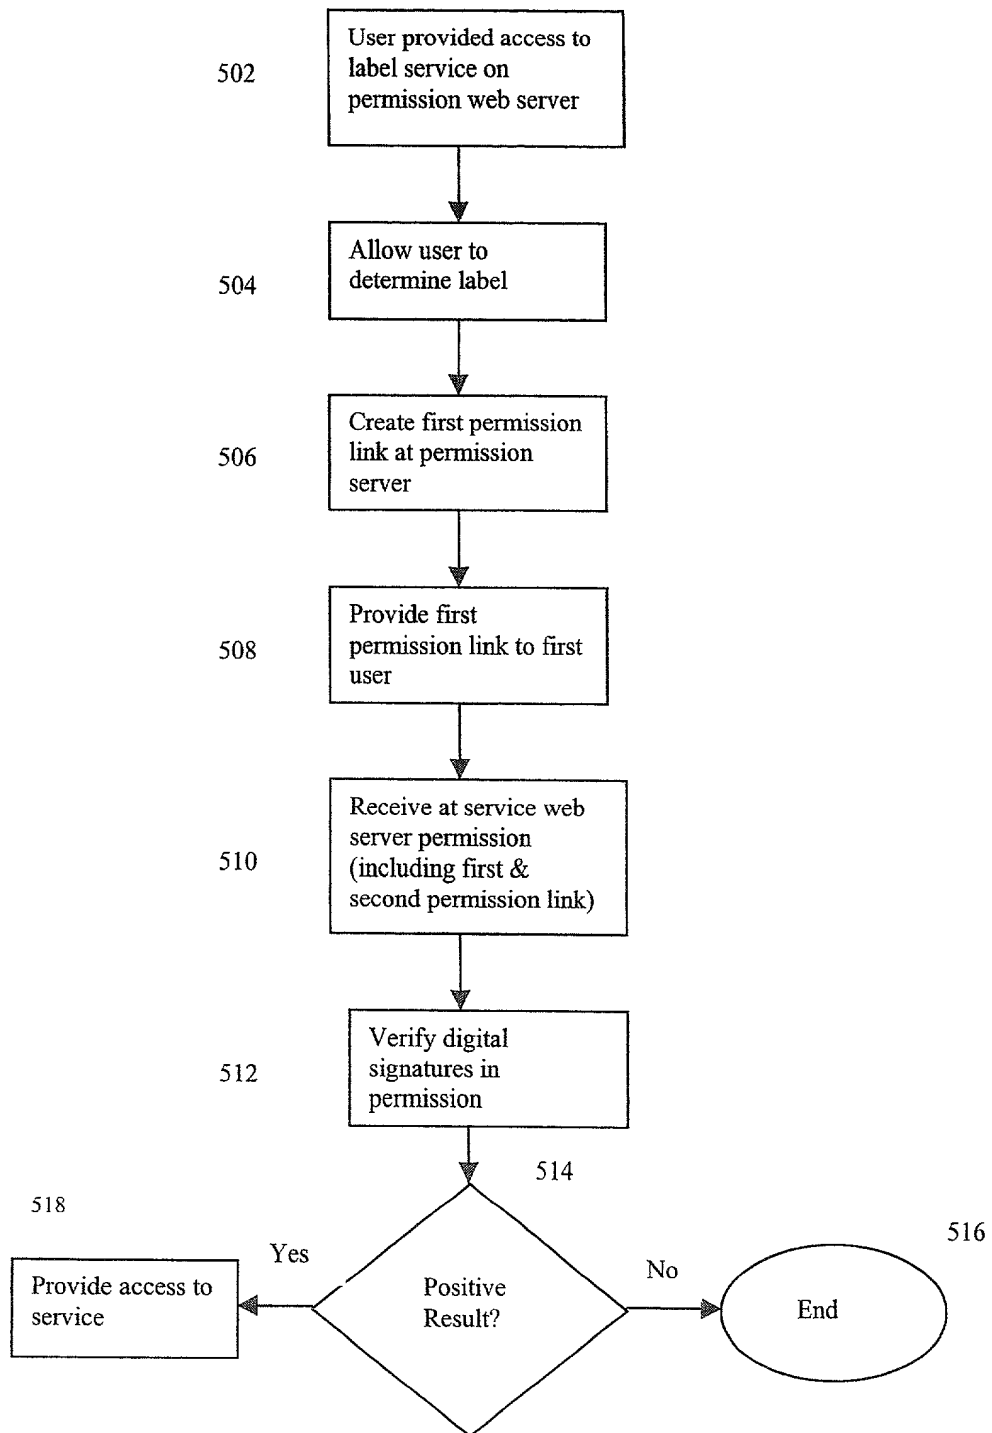 User provided access to
label service on
permission web server
502
Allow user to
determine label
504
Create first permission
link at permission
server
506
Provide first
permission link to first
user
508
Receive at service web
server permission
(including first &
second permission link)
510
Verify digital
signatures in
permission
512
514
518
516
Yes
No
Provide access to
service
Positive
Result?
End